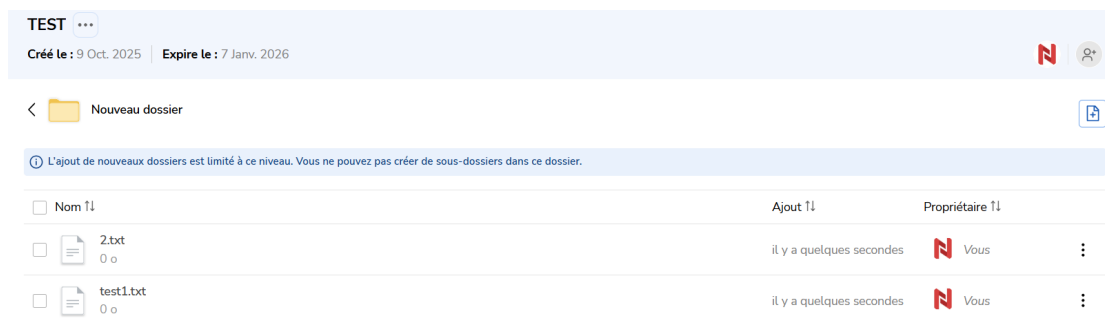 TEST ...
Créé le : 9 Oct. 2025 Expire le : 7 Janv. 2026
Nouveau dossier
L'ajout de nouveaux dossiers est limité à ce niveau. Vous ne pouvez pas créer de sous-dossiers dans ce dossier.
Nom Ajout Propriétaire
2.txt
0 o
il y a quelques secondes Vous
test1.txt
0 o
il y a quelques secondes Vous